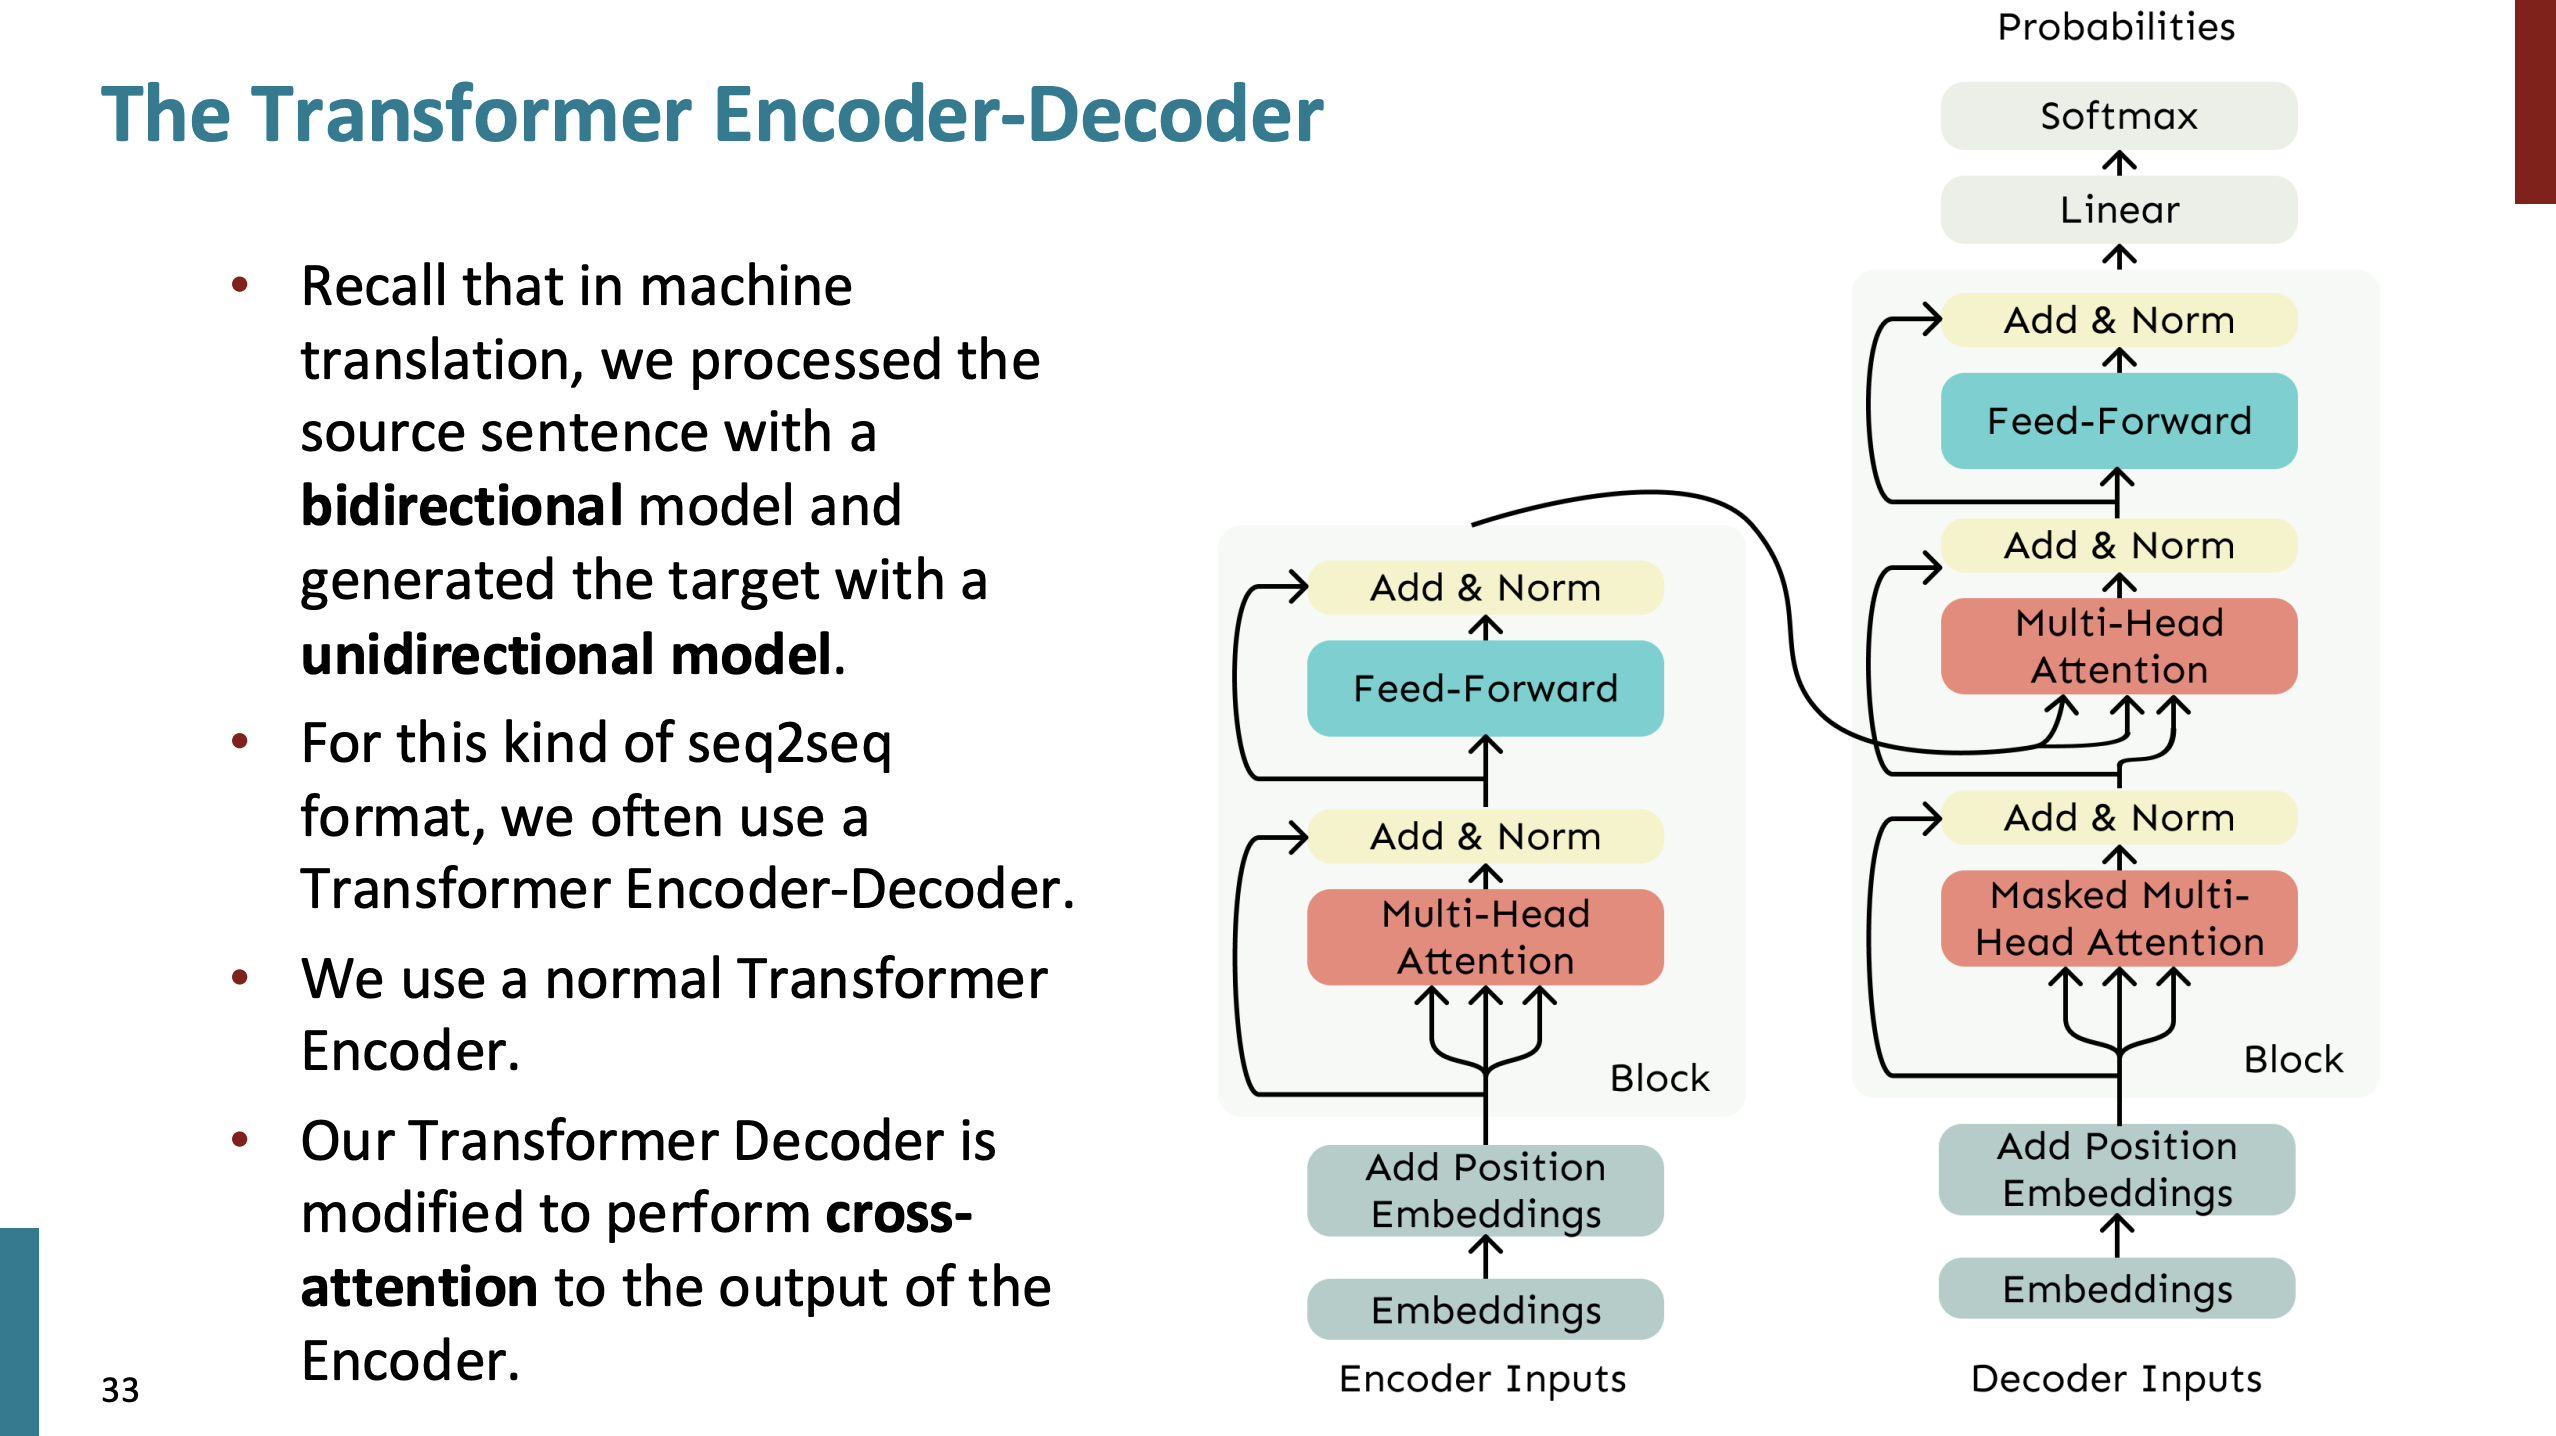 The Transformer Encoder-Decoder
• Recall that in machine
translation, we processed the
source sentence with a
bidirectional model and
generated the target with a
unidirectional model.
• For this kind of seq2seq
format, we often use a
Transformer Encoder-Decoder.
• We use a normal Transformer
Encoder.
• Our Transformer Decoder is
modified to perform cross-
attention to the output of the
Encoder.
33
Add & Norm
Feed-Forward
Add & Norm
Multi-Head
Attention
Block
Add Position
Embeddings
Embeddings
Encoder Inputs
Probabilities
Softmax
Linear
Add & Norm
Feed-Forward
Add & Norm
Multi-Head
Attention
Add & Norm
Masked Multi-
Head Attention
Block
Add Position
Embeddings
Embeddings
Decoder Inputs